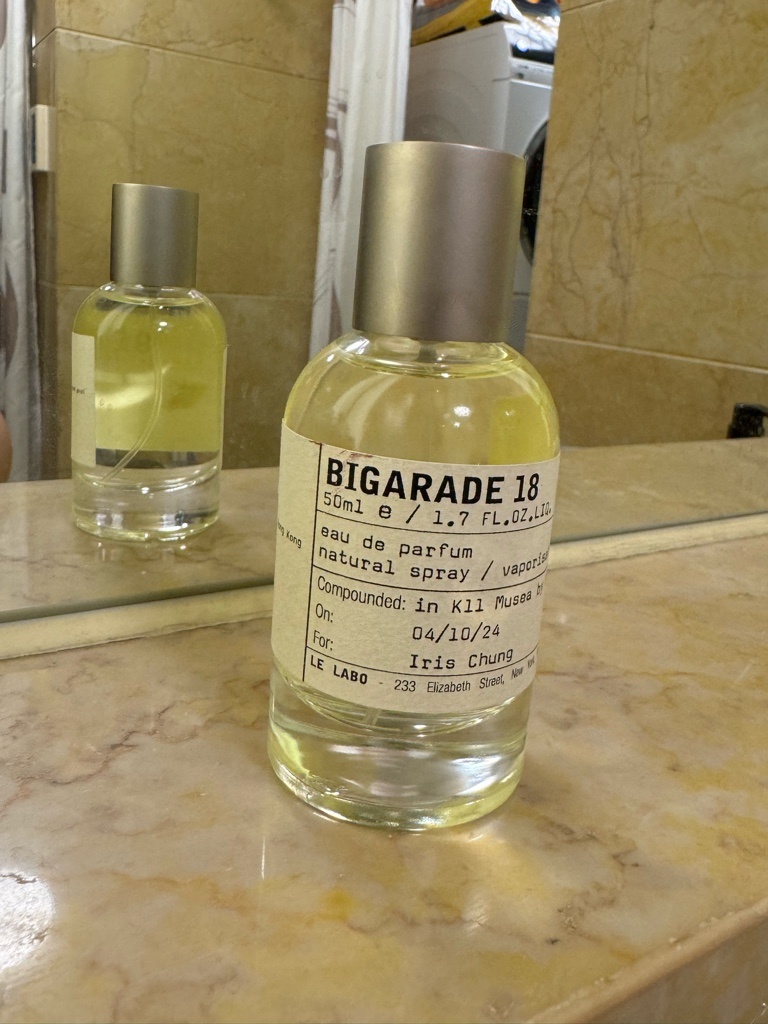 BIGARADE 18
50ml e / 1.7 FL.OZ.LIQ.
eau de parfum
natural spray /
Compounded: in K11 Musea by
On: 04/10/24
For: Iris Chung
LE LABO - 233 Elizabeth Street, New York
Kong